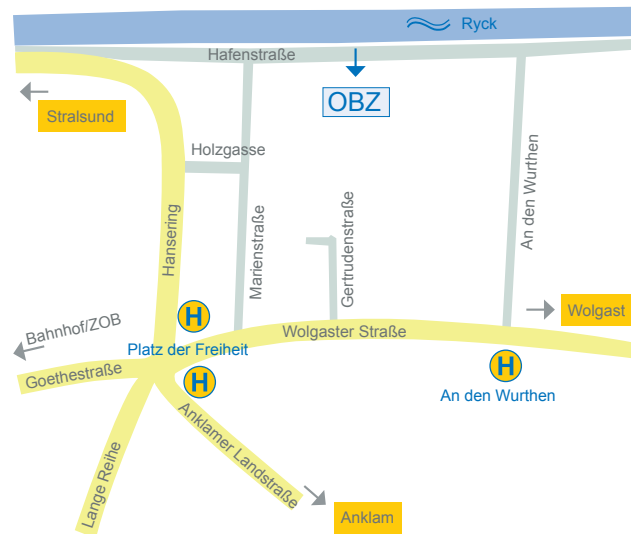 Ryck
Hafenstraße
OBZ
Stralsund
Holzgasse
An den Wurthen
Hansering
Marienstraße
Gertrudenstraße
H
Wolgast
Bahnhof/ZOB
Wolgaster Straße
Platz der Freiheit
Goethestraße
H
H
An den Wurthen
Anklamer Landstraße
Lange Reihe
Anklam